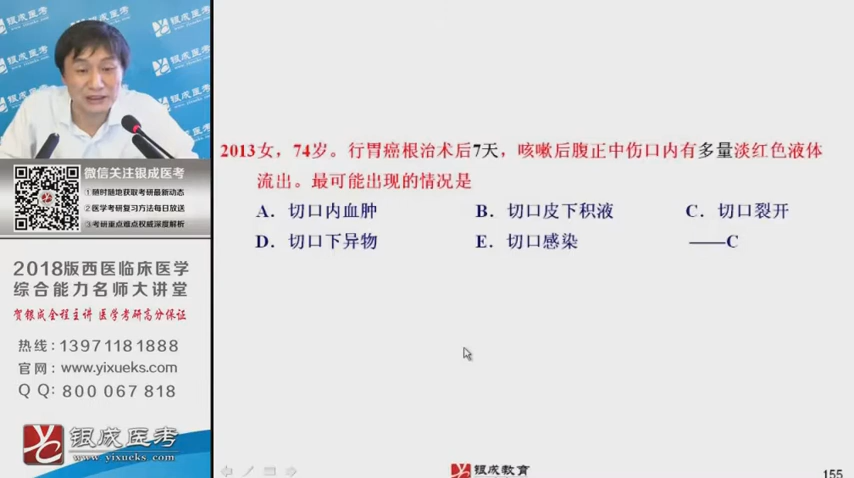 银成医考
www.yixueks.com
微信关注银成医考
①随时随地获取考研最新动态
②医学考研复习方法每日放送
③考研重点难点权威深度解析
2018版西医临床医学
综合能力名师大讲堂
贺银成全程主讲 医学考研高分保证
热线:13971181888
官网:www.yixueks.com
QQ:800 067 818
银成医考
www.yixueks.com
2013女,74岁。行胃癌根治术后7天,咳嗽后腹正中伤口内有多量淡红色液体
流出。最可能出现的情况是
A.切口内血肿 B.切口皮下积液 C.切口裂开
D.切口下异物 E.切口感染 ——C
银成教育
155